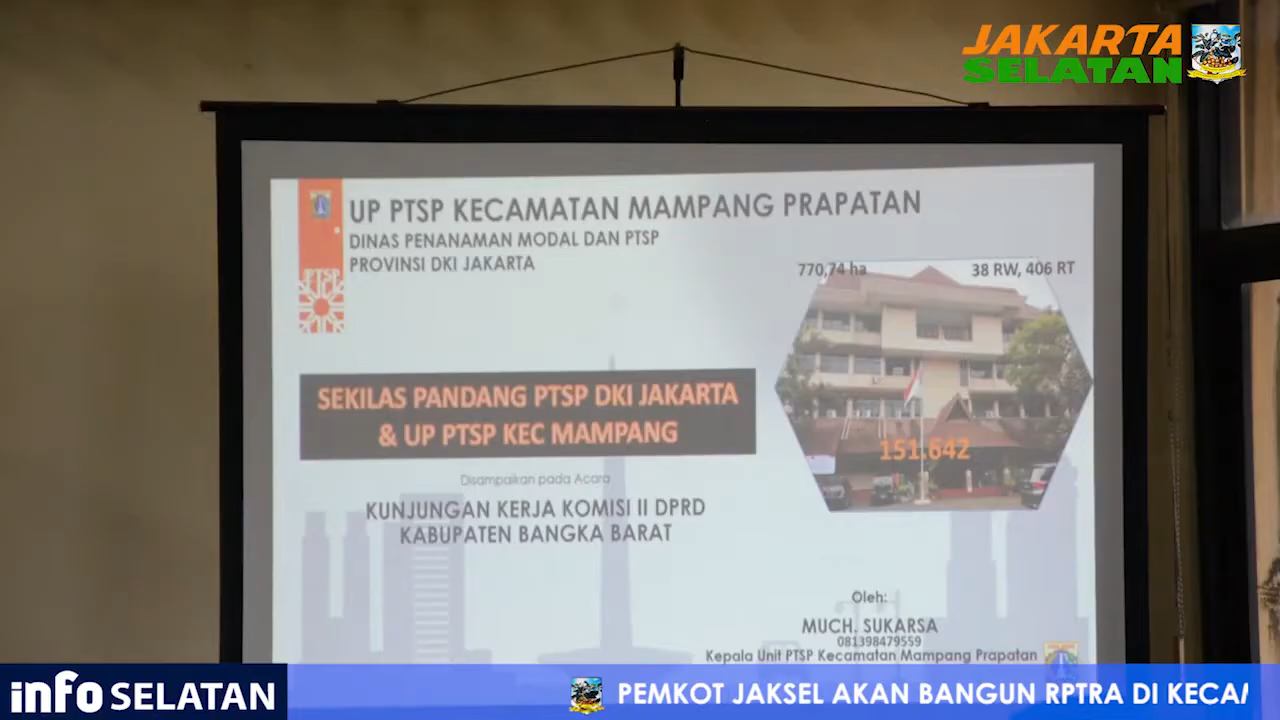 JAKARTA
SELATAN
UP PTSP KECAMATAN MAMPANG PRAPATAN
DINAS PENANAMAN MODAL DAN PTSP
PROVINSI DKI JAKARTA
PTSP
770,74 ha
38 RW, 406 RT
SEKILAS PANDANG PTSP DKI JAKARTA
& UP PTSP KEC MAMPANG
151.642
Disampaikan pada Acara
KUNJUNGAN KERJA KOMISI II DPRD
KABUPATEN BANGKA BARAT
Oleh:
MUCH. SUKARSA
081398479559
Kepala Unit PTSP Kecamatan Mampang Prapatan
info SELATAN
PEMKOT JAKSEL AKAN BANGUN RPTRA DI KECAM